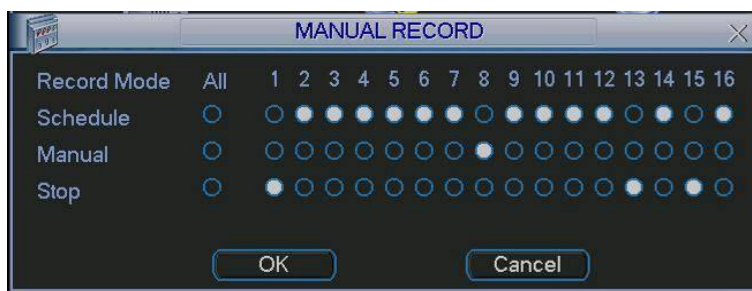 MANUAL RECORD
Record Mode All 1 2 3 4 5 6 7 8 9 10 11 12 13 14 15 16
Schedule
Manual
Stop
OK Cancel